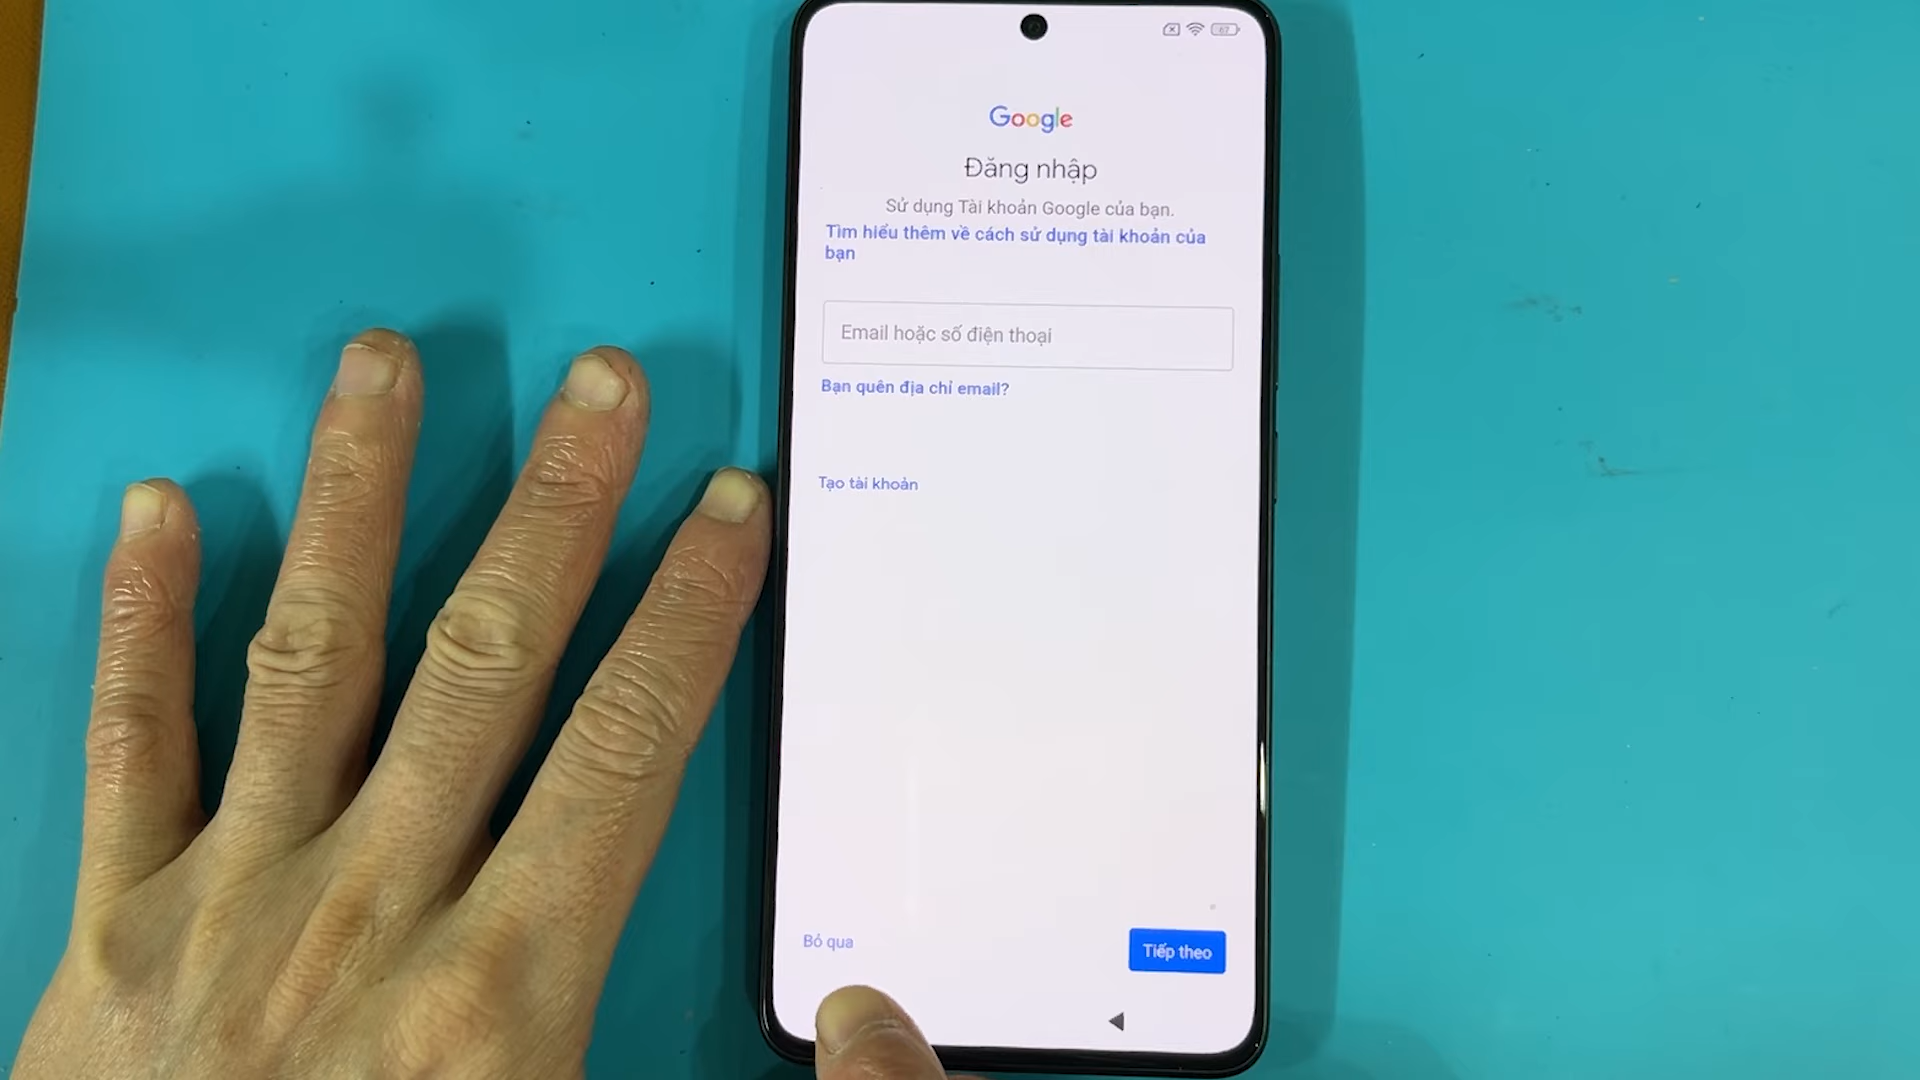 67
Google
Đăng nhập
Sử dụng Tài khoản Google của bạn.
Tìm hiểu thêm về cách sử dụng tài khoản của
bạn
Email hoặc số điện thoại
Bạn quên địa chỉ email?
Tạo tài khoản
Bỏ qua
Tiếp theo